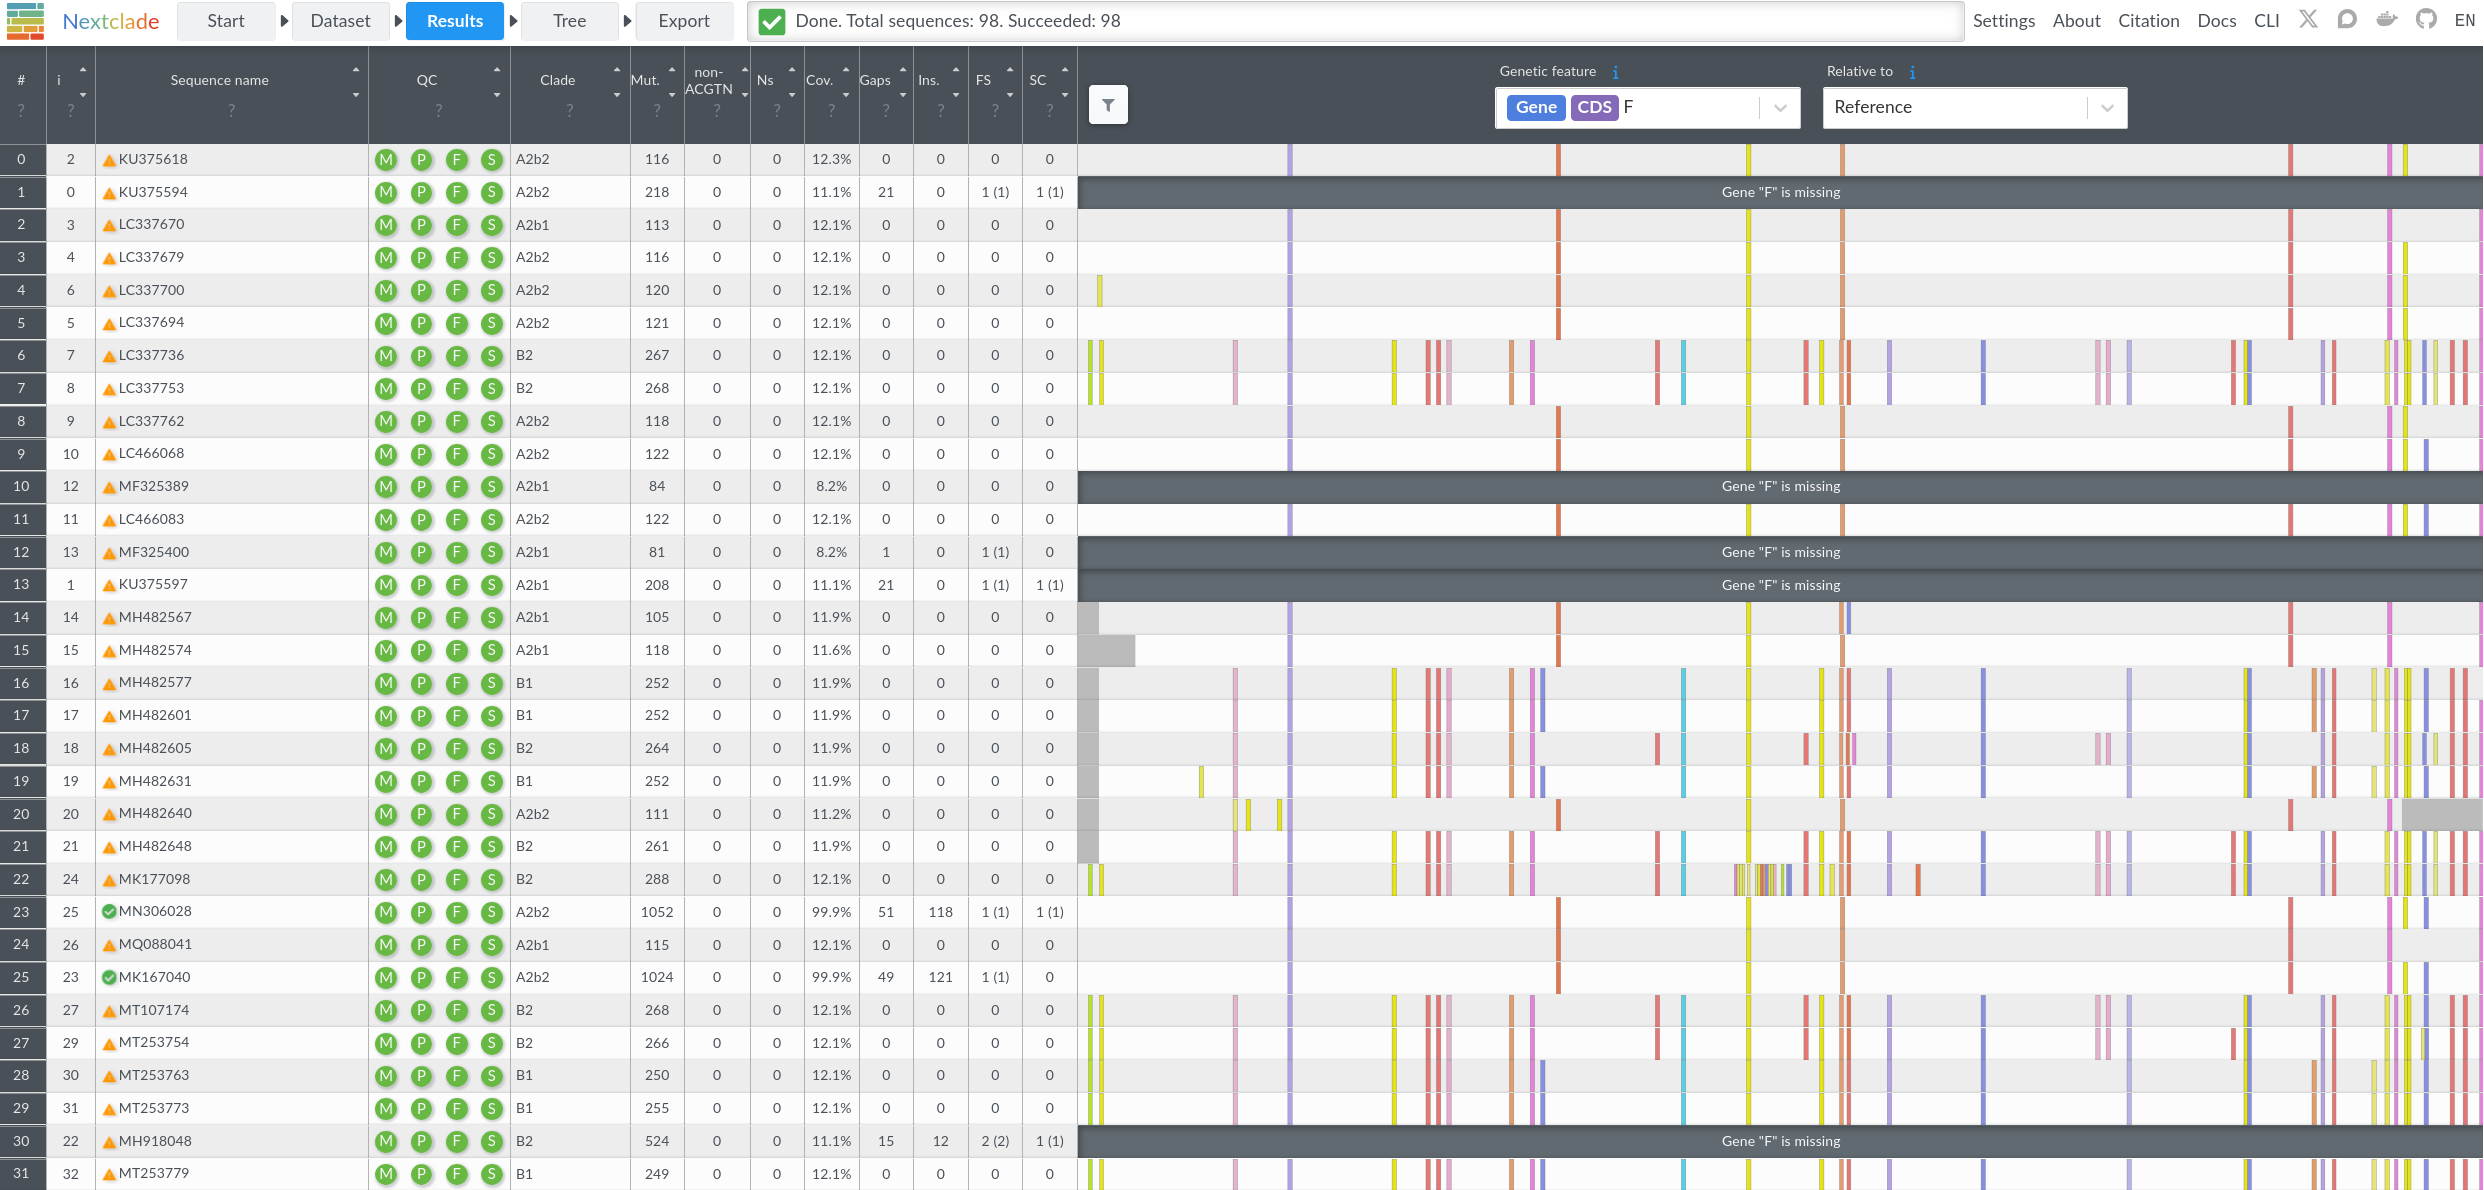 Nextclade Start Dataset Results Tree Export Done. Total sequences: 98. Succeeded: 98 Settings About Citation Docs CLI EN
# i Sequence name QC Clade Mut. non-ACGTN Ns Cov. Gaps Ins. FS SC Genetic feature i Relative to i
? ? ? ? ? ? ? ? ? ? ? ? ? Gene CDS F Reference
0 2 KU375618 M P F S A2b2 116 0 0 12.3% 0 0 0 0
1 0 KU375594 M P F S A2b2 218 0 0 11.1% 21 0 1 (1) 1 (1) Gene "F" is missing
2 3 LC337670 M P F S A2b1 113 0 0 12.1% 0 0 0 0
3 4 LC337679 M P F S A2b2 116 0 0 12.1% 0 0 0 0
4 6 LC337700 M P F S A2b2 120 0 0 12.1% 0 0 0 0
5 5 LC337694 M P F S A2b2 121 0 0 12.1% 0 0 0 0
6 7 LC337736 M P F S B2 267 0 0 12.1% 0 0 0 0
7 8 LC337753 M P F S B2 268 0 0 12.1% 0 0 0 0
8 9 LC337762 M P F S A2b2 118 0 0 12.1% 0 0 0 0
9 10 LC466068 M P F S A2b2 122 0 0 12.1% 0 0 0 0
10 12 MF325389 M P F S A2b1 84 0 0 8.2% 0 0 0 0 Gene "F" is missing
11 11 LC466083 M P F S A2b2 122 0 0 12.1% 0 0 0 0
12 13 MF325400 M P F S A2b1 81 0 0 8.2% 1 0 1 (1) 0 Gene "F" is missing
13 1 KU375597 M P F S A2b1 208 0 0 11.1% 21 0 1 (1) 1 (1) Gene "F" is missing
14 14 MH482567 M P F S A2b1 105 0 0 11.9% 0 0 0 0
15 15 MH482574 M P F S A2b1 118 0 0 11.6% 0 0 0 0
16 16 MH482577 M P F S B1 252 0 0 11.9% 0 0 0 0
17 17 MH482601 M P F S B1 252 0 0 11.9% 0 0 0 0
18 18 MH482605 M P F S B2 264 0 0 11.9% 0 0 0 0
19 19 MH482631 M P F S B1 252 0 0 11.9% 0 0 0 0
20 20 MH482640 M P F S A2b2 111 0 0 11.2% 0 0 0 0
21 21 MH482648 M P F S B2 261 0 0 11.9% 0 0 0 0
22 24 MK177098 M P F S B2 288 0 0 12.1% 0 0 0 0
23 25 MN306028 M P F S A2b2 1052 0 0 99.9% 51 118 1 (1) 1 (1)
24 26 MQ088041 M P F S A2b1 115 0 0 12.1% 0 0 0 0
25 23 MK167040 M P F S A2b2 1024 0 0 99.9% 49 121 1 (1) 0
26 27 MT107174 M P F S B2 268 0 0 12.1% 0 0 0 0
27 29 MT253754 M P F S B2 266 0 0 12.1% 0 0 0 0
28 30 MT253763 M P F S B1 250 0 0 12.1% 0 0 0 0
29 31 MT253773 M P F S B1 255 0 0 12.1% 0 0 0 0
30 22 MH918048 M P F S B2 524 0 0 11.1% 15 12 2 (2) 1 (1) Gene "F" is missing
31 32 MT253779 M P F S B1 249 0 0 12.1% 0 0 0 0